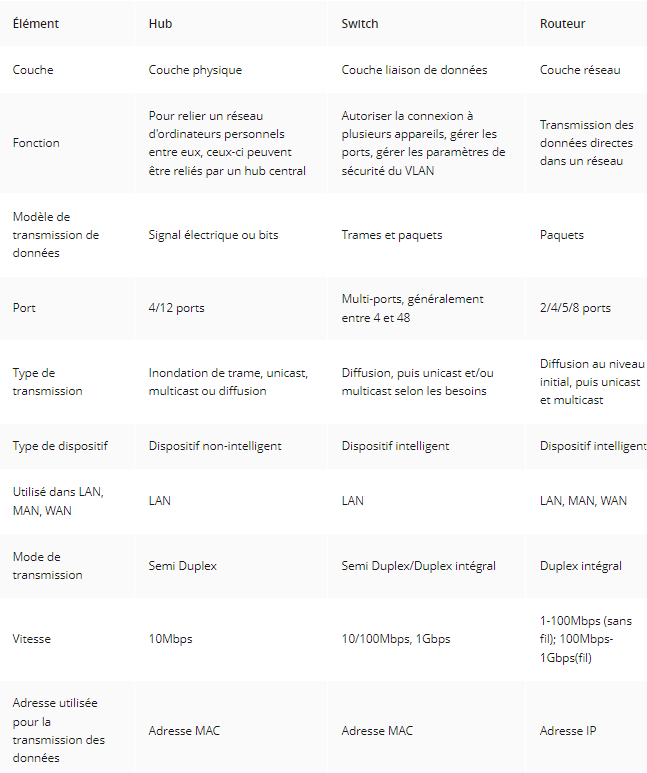 Élément
Hub
Switch
Routeur
Couche
Couche physique
Couche liaison de données
Couche réseau
Fonction
Pour relier un réseau
d'ordinateurs personnels
entre eux, ceux-ci peuvent
être reliés par un hub central
Autoriser la connexion à
plusieurs appareils, gérer les
ports, gérer les paramètres de
sécurité du VLAN
Transmission des
données directes
dans un réseau
Modèle de
transmission de
données
Signal électrique ou bits
Trames et paquets
Paquets
Port
4/12 ports
Multi-ports, généralement
entre 4 et 48
2/4/5/8 ports
Type de
transmission
Inondation de trame, unicast,
multicast ou diffusion
Diffusion, puis unicast et/ou
multicast selon les besoins
Diffusion au niveau
initial, puis unicast
et multicast
Type de dispositif
Dispositif non-intelligent
Dispositif intelligent
Dispositif intelligent
Utilisé dans LAN,
MAN, WAN
LAN
LAN
LAN, MAN, WAN
Mode de
transmission
Semi Duplex
Semi Duplex/Duplex intégral
Duplex intégral
Vitesse
10Mbps
10/100Mbps, 1Gbps
1-100Mbps (sans
fil); 100Mbps-
1Gbps(fil)
Adresse utilisée
pour la
transmission des
données
Adresse MAC
Adresse MAC
Adresse IP